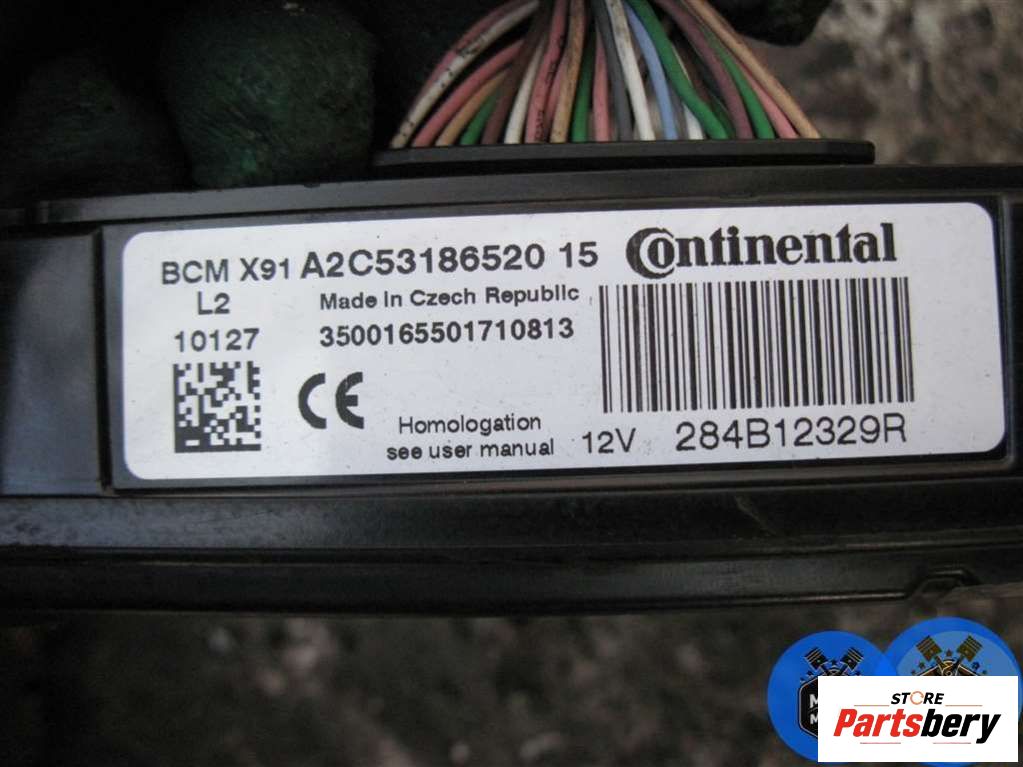 BCM X91 A2C53186520 15 Continental
L2 Made in Czech Republic
10127 3500165501710813
CE
Homologation
see user manual 12V 284B12329R
STORE
Partsbery